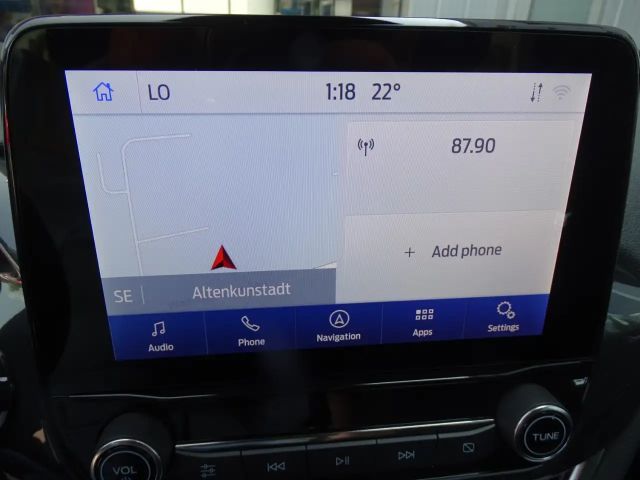 LO 1:18 22°
87.90
+ Add phone
SE Altenkunstadt
Audio Phone Navigation Apps Settings
VOL TUNE